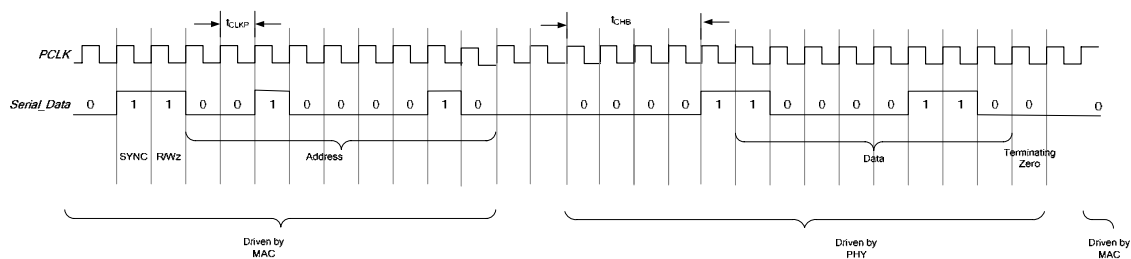 tCLKP
tCHB
PCLK
Serial_Data 0 1 1 0 0 1 0 0 0 0 1 0 0 0 0 0 1 1 0 0 0 0 1 1 0 0 0
SYNC R/Wz Address Data Terminating
Zero
Driven by
MAC
Driven by
PHY
Driven by
MAC